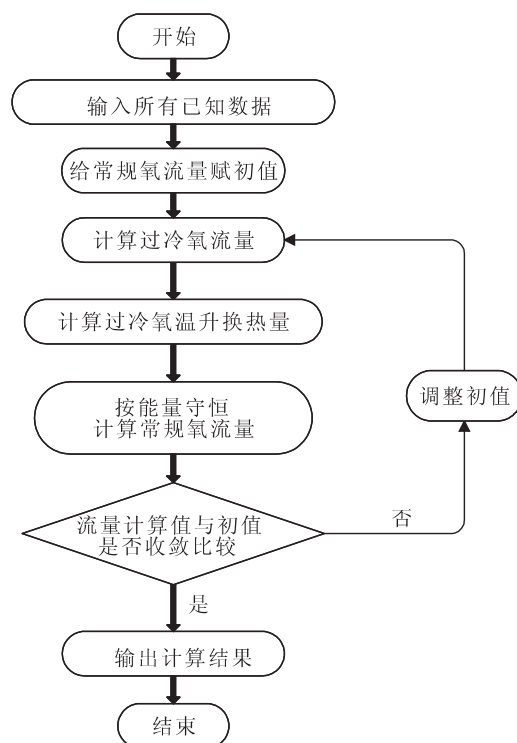 开始
输入所有已知数据
给常规氧流量赋初值
计算过冷氧流量
计算过冷氧温升换热量
按能量守恒
计算常规氧流量
调整初值
流量计算值与初值
是否收敛比较
否
是
输出计算结果
结束